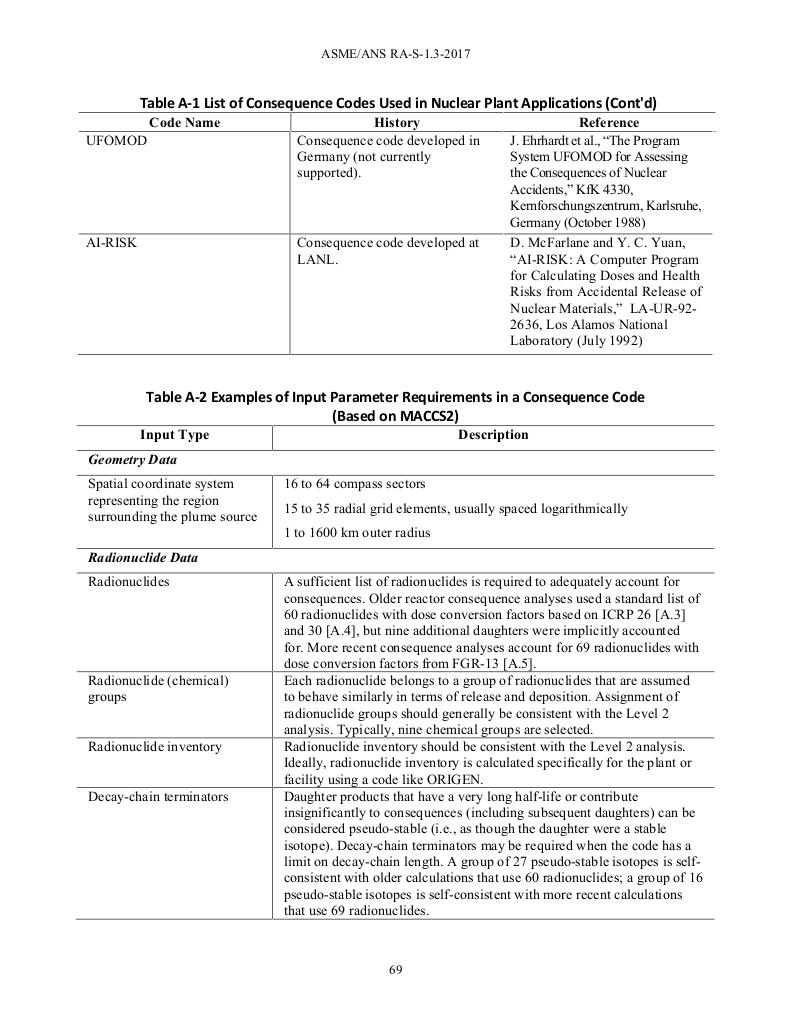 ASME/ANS RA-S-1.3-2017
Table A-1 List of Consequence Codes Used in Nuclear Plant Applications (Cont'd)
Code Name
History
Reference
UFOMOD
Consequence code developed in
Germany (not currently
supported).
J. Ehrhardt et al., “The Program
System UFOMOD for Assessing
the Consequences of Nuclear
Accidents,” KfK 4330,
Kernforschungszentrum, Karlsruhe,
Germany (October 1988)
AI-RISK
Consequence code developed at
LANL.
D. McFarlane and Y. C. Yuan,
“AI-RISK: A Computer Program
for Calculating Doses and Health
Risks from Accidental Release of
Nuclear Materials,” LA-UR-92-
2636, Los Alamos National
Laboratory (July 1992)
Table A-2 Examples of Input Parameter Requirements in a Consequence Code
(Based on MACCS2)
Input Type
Description
Geometry Data
Spatial coordinate system
representing the region
surrounding the plume source
16 to 64 compass sectors
15 to 35 radial grid elements, usually spaced logarithmically
1 to 1600 km outer radius
Radionuclide Data
Radionuclides
A sufficient list of radionuclides is required to adequately account for
consequences. Older reactor consequence analyses used a standard list of
60 radionuclides with dose conversion factors based on ICRP 26 [A.3]
and 30 [A.4], but nine additional daughters were implicitly accounted
for. More recent consequence analyses account for 69 radionuclides with
dose conversion factors from FGR-13 [A.5].
Radionuclide (chemical)
groups
Each radionuclide belongs to a group of radionuclides that are assumed
to behave similarly in terms of release and deposition. Assignment of
radionuclide groups should generally be consistent with the Level 2
analysis. Typically, nine chemical groups are selected.
Radionuclide inventory
Radionuclide inventory should be consistent with the Level 2 analysis.
Ideally, radionuclide inventory is calculated specifically for the plant or
facility using a code like ORIGEN.
Decay-chain terminators
Daughter products that have a very long half-life or contribute
insignificantly to consequences (including subsequent daughters) can be
considered pseudo-stable (i.e., as though the daughter were a stable
isotope). Decay-chain terminators may be required when the code has a
limit on decay-chain length. A group of 27 pseudo-stable isotopes is self-
consistent with older calculations that use 60 radionuclides; a group of 16
pseudo-stable isotopes is self-consistent with more recent calculations
that use 69 radionuclides.
69